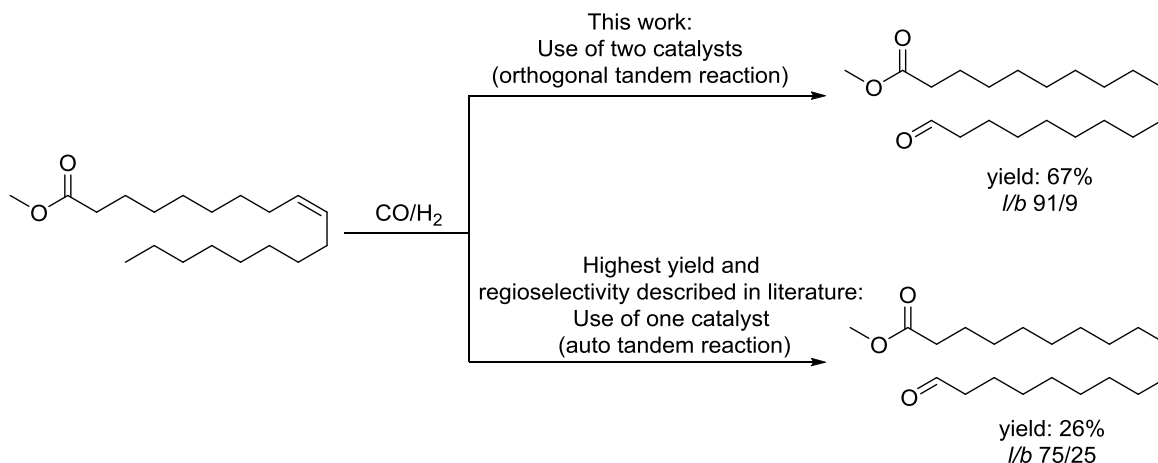 This work:
Use of two catalysts
(orthogonal tandem reaction)
O
O
O
yield: 67%
l/b 91/9
O
O
CO/H₂
Highest yield and
regioselectivity described in literature:
Use of one catalyst
(auto tandem reaction)
O
O
O
yield: 26%
l/b 75/25